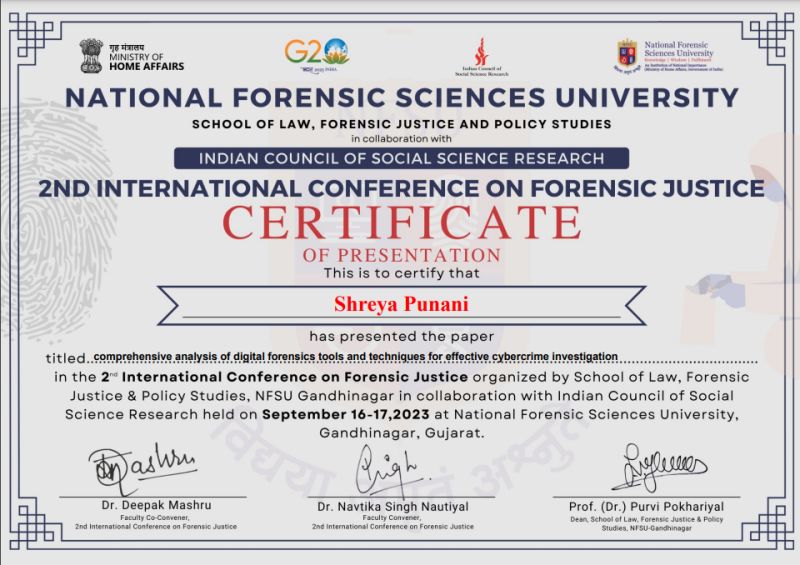 गृह मंत्रालय
MINISTRY OF
HOME AFFAIRS
G20
भारत 2023 INDIA
Indian Council of
Social Science Research
National Forensic
Sciences University
Knowledge | Wisdom | Fulfilment
An Institution of National Importance
(Ministry of Home Affairs, Government of India)
NATIONAL FORENSIC SCIENCES UNIVERSITY
SCHOOL OF LAW, FORENSIC JUSTICE AND POLICY STUDIES
in collaboration with
INDIAN COUNCIL OF SOCIAL SCIENCE RESEARCH
2ND INTERNATIONAL CONFERENCE ON FORENSIC JUSTICE
CERTIFICATE
OF PRESENTATION
This is to certify that
Shreya Punani
has presented the paper
titled..comprehensive analysis of digital forensics tools and techniques for effective cybercrime investigation
in the 2nd International Conference on Forensic Justice organized by School of Law, Forensic
Justice & Policy Studies, NFSU Gandhinagar in collaboration with Indian Council of Social
Science Research held on September 16-17,2023 at National Forensic Sciences University,
Gandhinagar, Gujarat.
विद्यया अमृतं अश्नुते
Dr. Deepak Mashru
Faculty Co-Convener,
2nd International Conference on Forensic Justice
Dr. Navtika Singh Nautiyal
Faculty Convener,
2nd International Conference on Forensic Justice
Prof. (Dr.) Purvi Pokhariyal
Dean, School of Law, Forensic Justice & Policy
Studies, NFSU-Gandhinagar